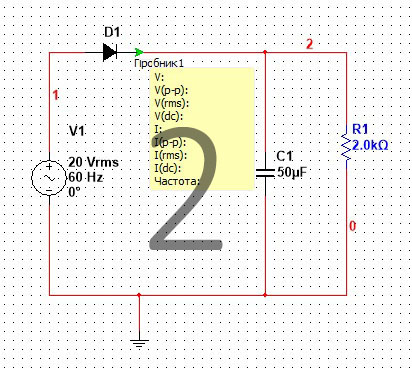 D1
2
Пробник1
1
V:
V(p-p):
V(rms):
V(dc):
I:
I(p-p):
I(rms):
I(dc):
Частота:
V1
20 Vrms
60 Hz
0°
2
C1
50µF
R1
2.0kΩ
0